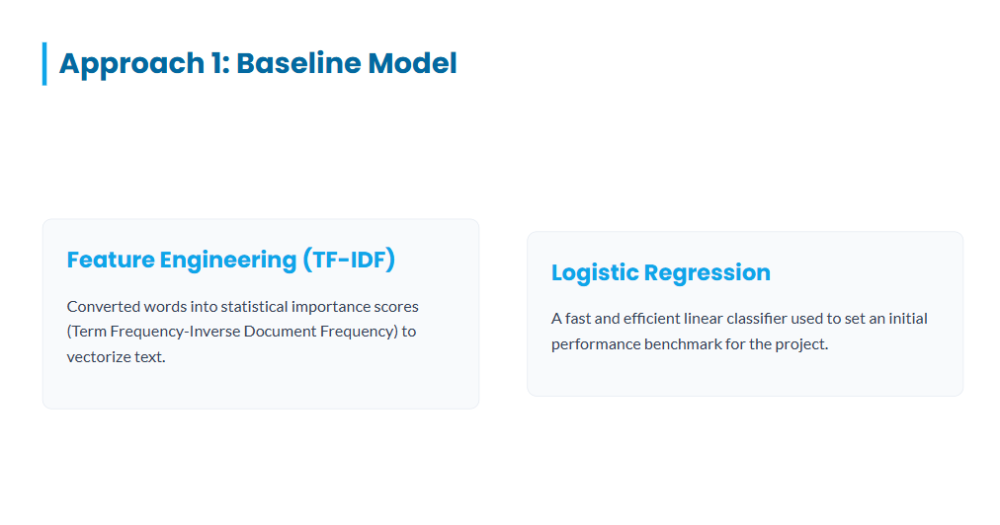 Approach 1: Baseline Model
Feature Engineering (TF-IDF)
Converted words into statistical importance scores
(Term Frequency-Inverse Document Frequency) to
vectorize text.
Logistic Regression
A fast and efficient linear classifier used to set an initial
performance benchmark for the project.